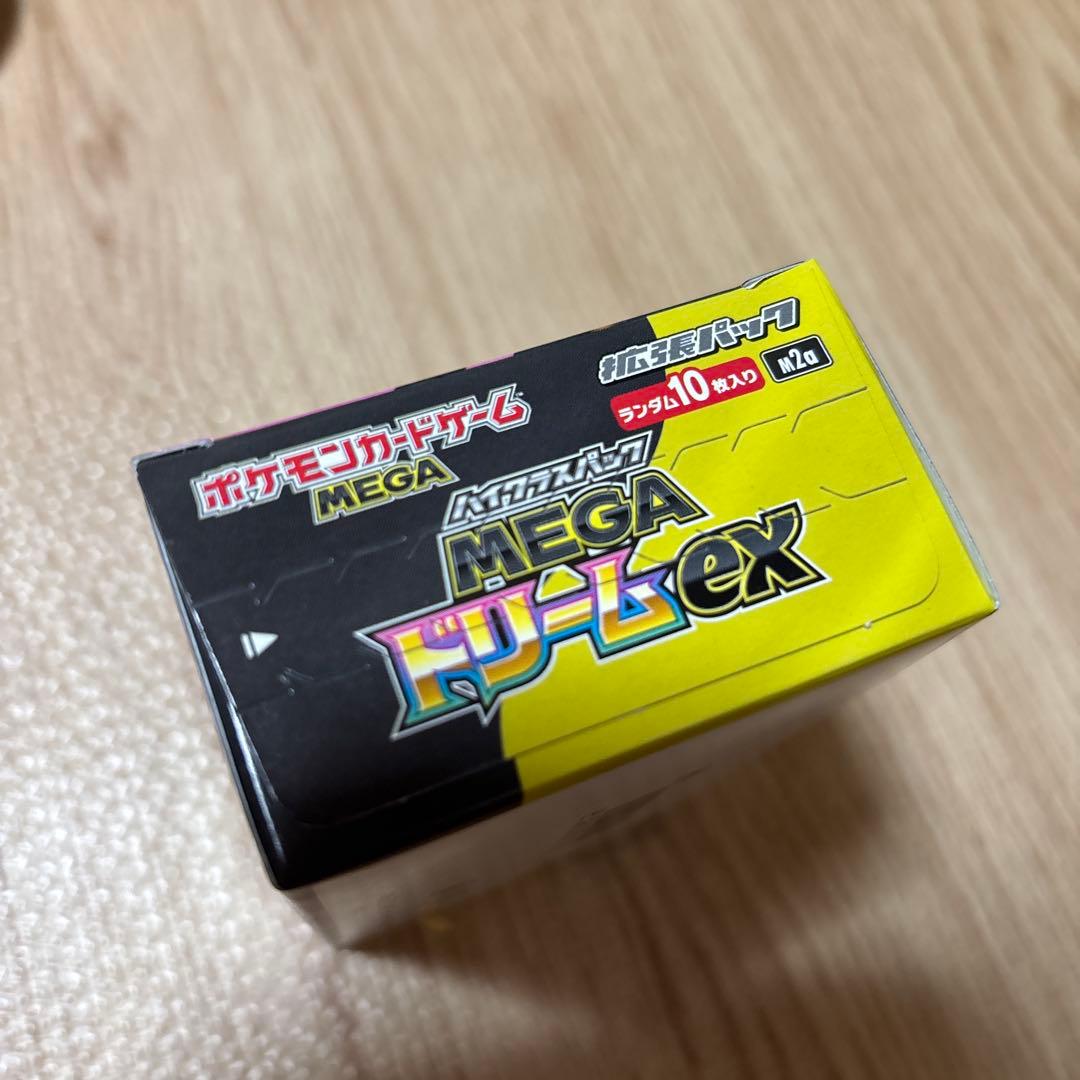 拡張パック
ランダム10枚入り
M2a
ポケモンカードゲーム
MEGA
ハイクラスパック
MEGA
ドリームex